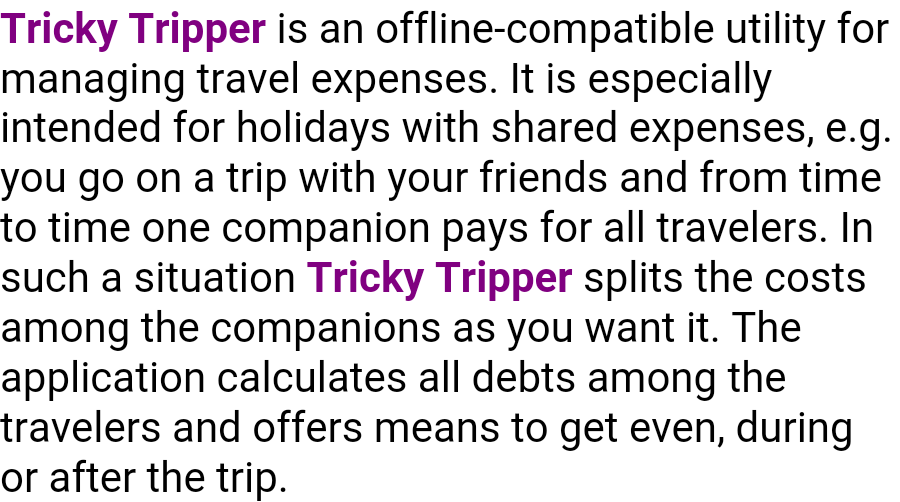 Tricky Tripper is an offline-compatible utility for
managing travel expenses. It is especially
intended for holidays with shared expenses, e.g.
you go on a trip with your friends and from time
to time one companion pays for all travelers. In
such a situation Tricky Tripper splits the costs
among the companions as you want it. The
application calculates all debts among the
travelers and offers means to get even, during
or after the trip.